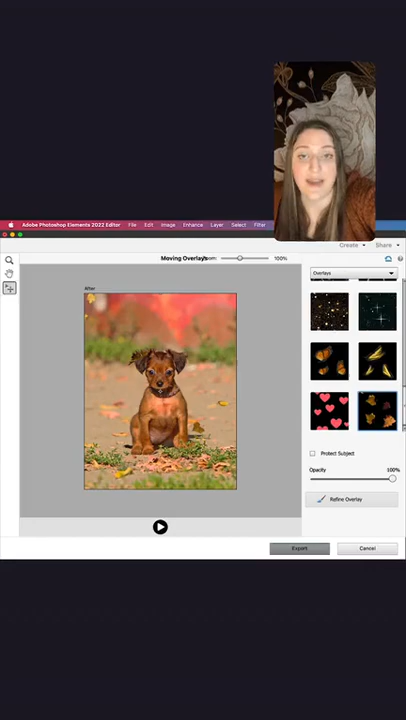 Adobe Photoshop Elements 2022 Editor File Edit Image Enhance Layer Select Filter
Create Share
Moving Overlays Zoom: 100%
Overlays
After
Protect Subject
Opacity 100%
Refine Overlay
Export Cancel